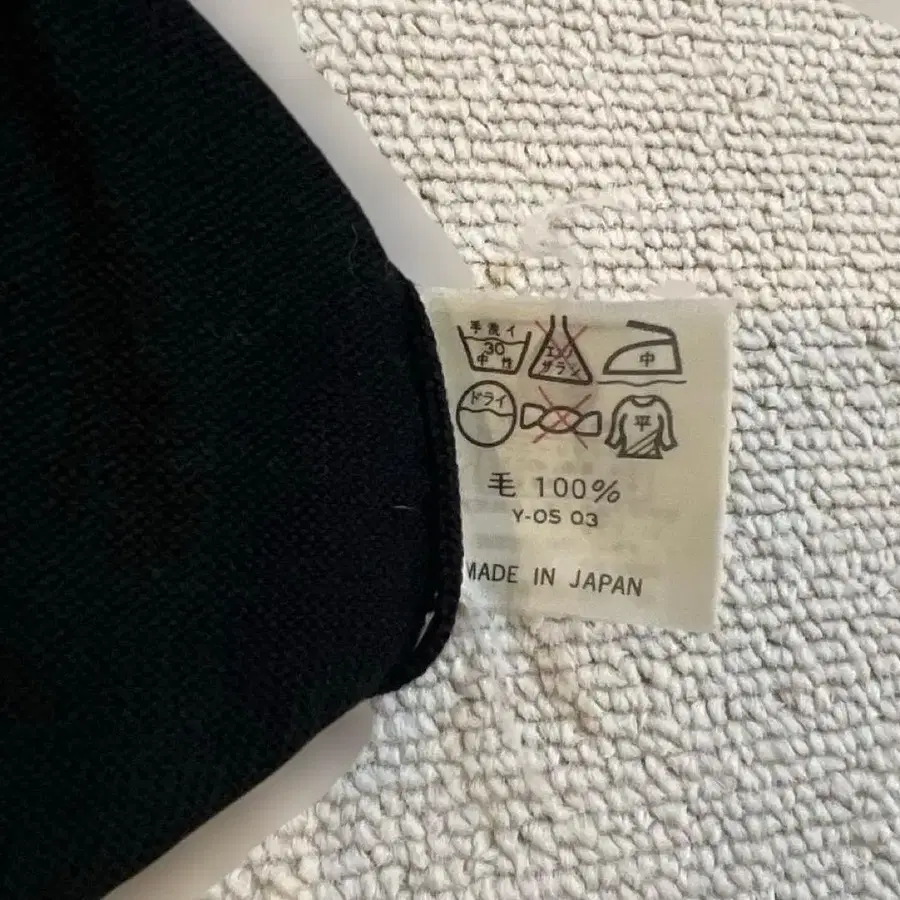 手洗イ
30
中性
エンソ
サラシ
中
ドライ
平
毛 100%
Y-OS 03
MADE IN JAPAN